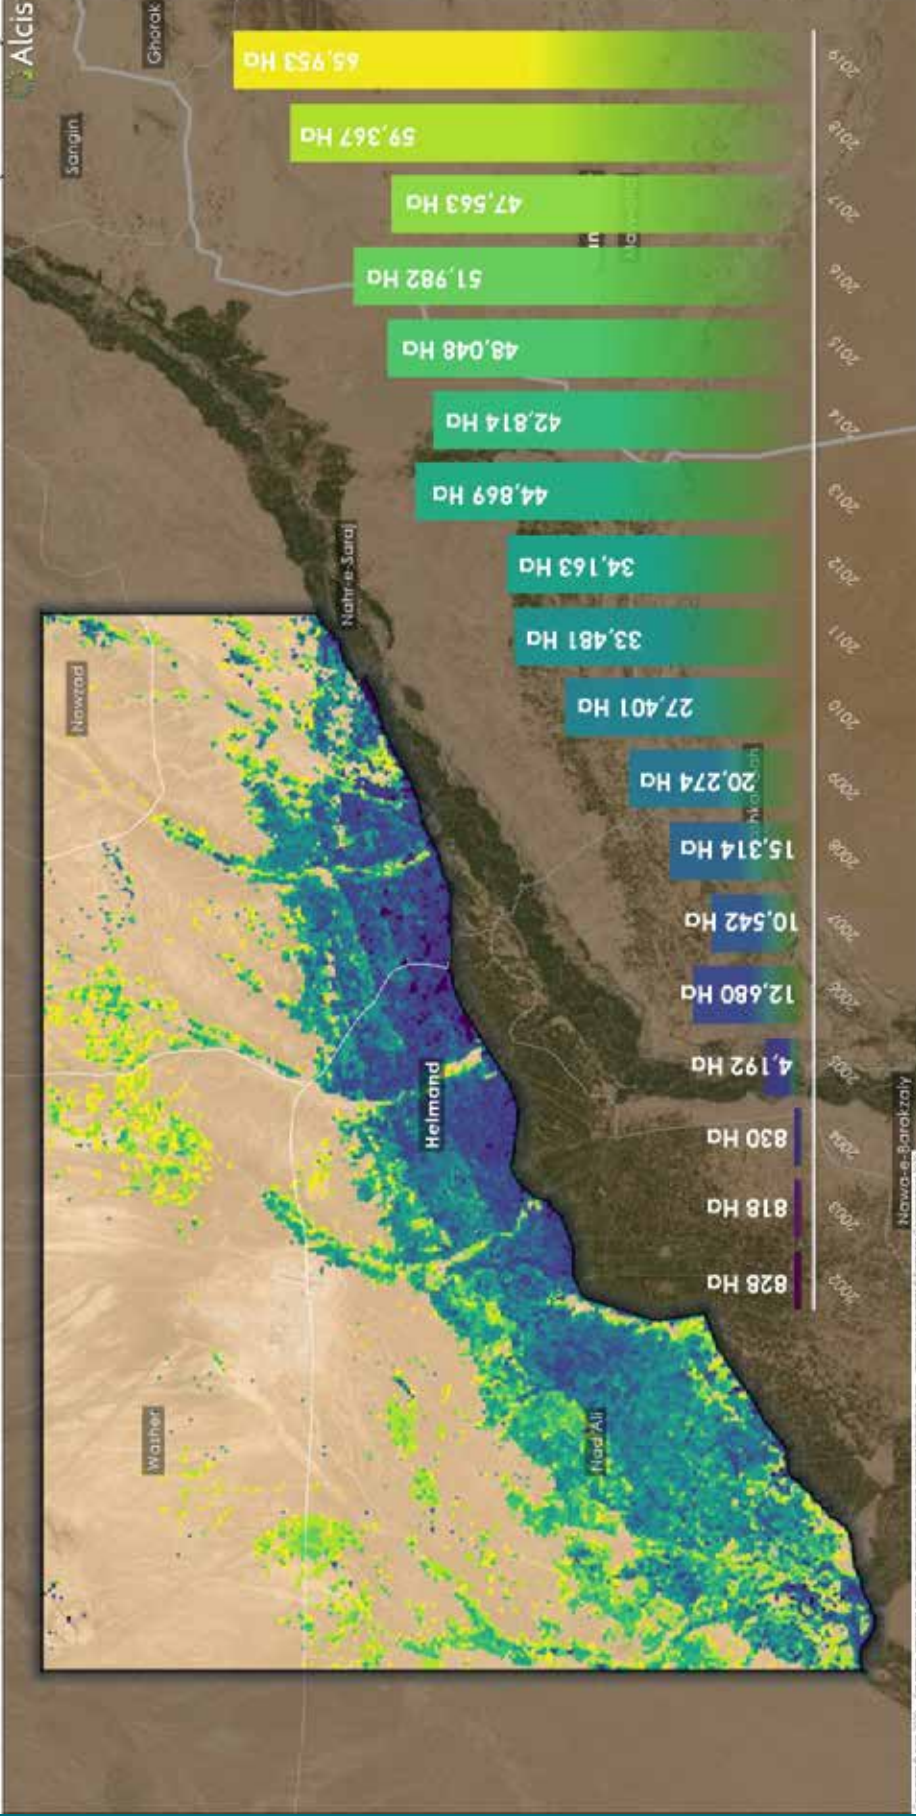 Alcis
Ghorak
Sangin
Nahr-e-Saraj
Nawzad
Helmand
Washer
Nad Ali
Nawa-e-Barakzaly
828 Ha
818 Ha
830 Ha
4,192 Ha
12,680 Ha
10,542 Ha
15,314 Ha
20,274 Ha
27,401 Ha
33,481 Ha
34,163 Ha
44,869 Ha
42,814 Ha
48,048 Ha
51,982 Ha
47,563 Ha
59,367 Ha
65,953 Ha
2002
2003
2004
2005
2006
2007
2008
2009
2010
2011
2012
2013
2014
2015
2016
2017
2018
2019